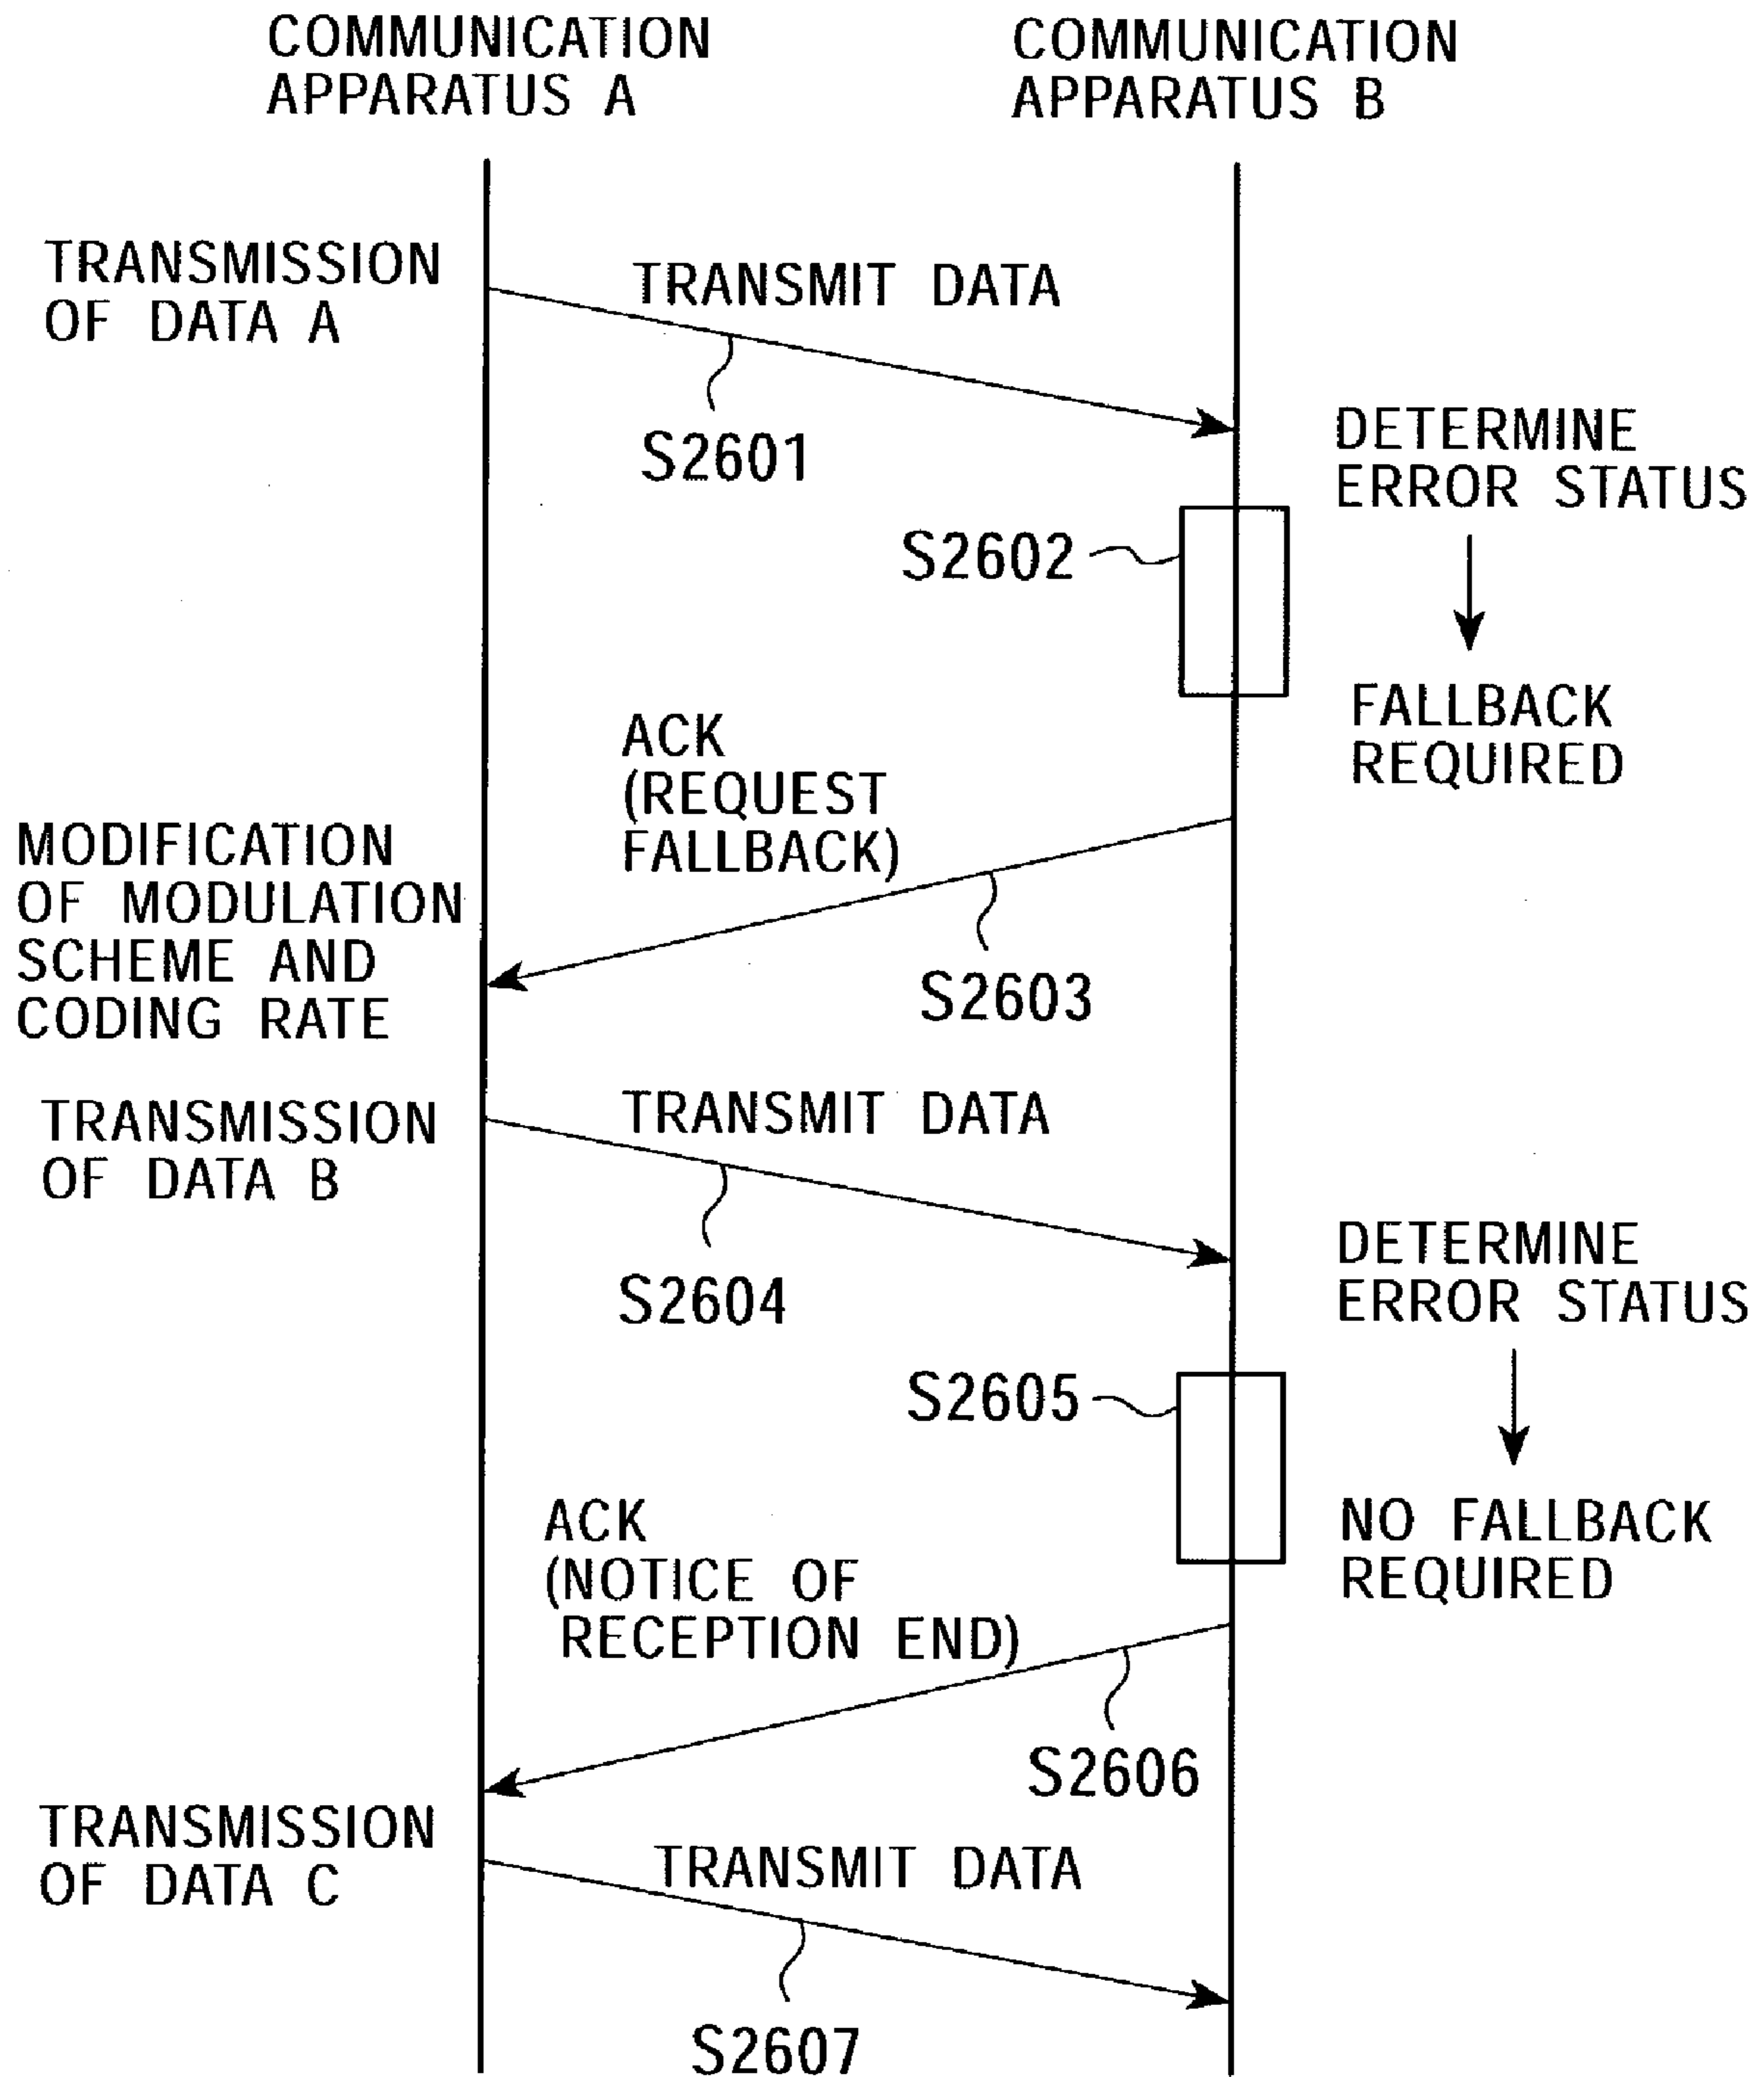 COMMUNICATION
APPARATUS A
COMMUNICATION
APPARATUS B
TRANSMISSION
OF DATA A
TRANSMIT DATA
S2601
DETERMINE
ERROR STATUS
S2602
FALLBACK
REQUIRED
ACK
(REQUEST
FALLBACK)
MODIFICATION
OF MODULATION
SCHEME AND
CODING RATE
S2603
TRANSMISSION
OF DATA B
TRANSMIT DATA
S2604
DETERMINE
ERROR STATUS
S2605
NO FALLBACK
REQUIRED
ACK
(NOTICE OF
RECEPTION END)
S2606
TRANSMISSION
OF DATA C
TRANSMIT DATA
S2607